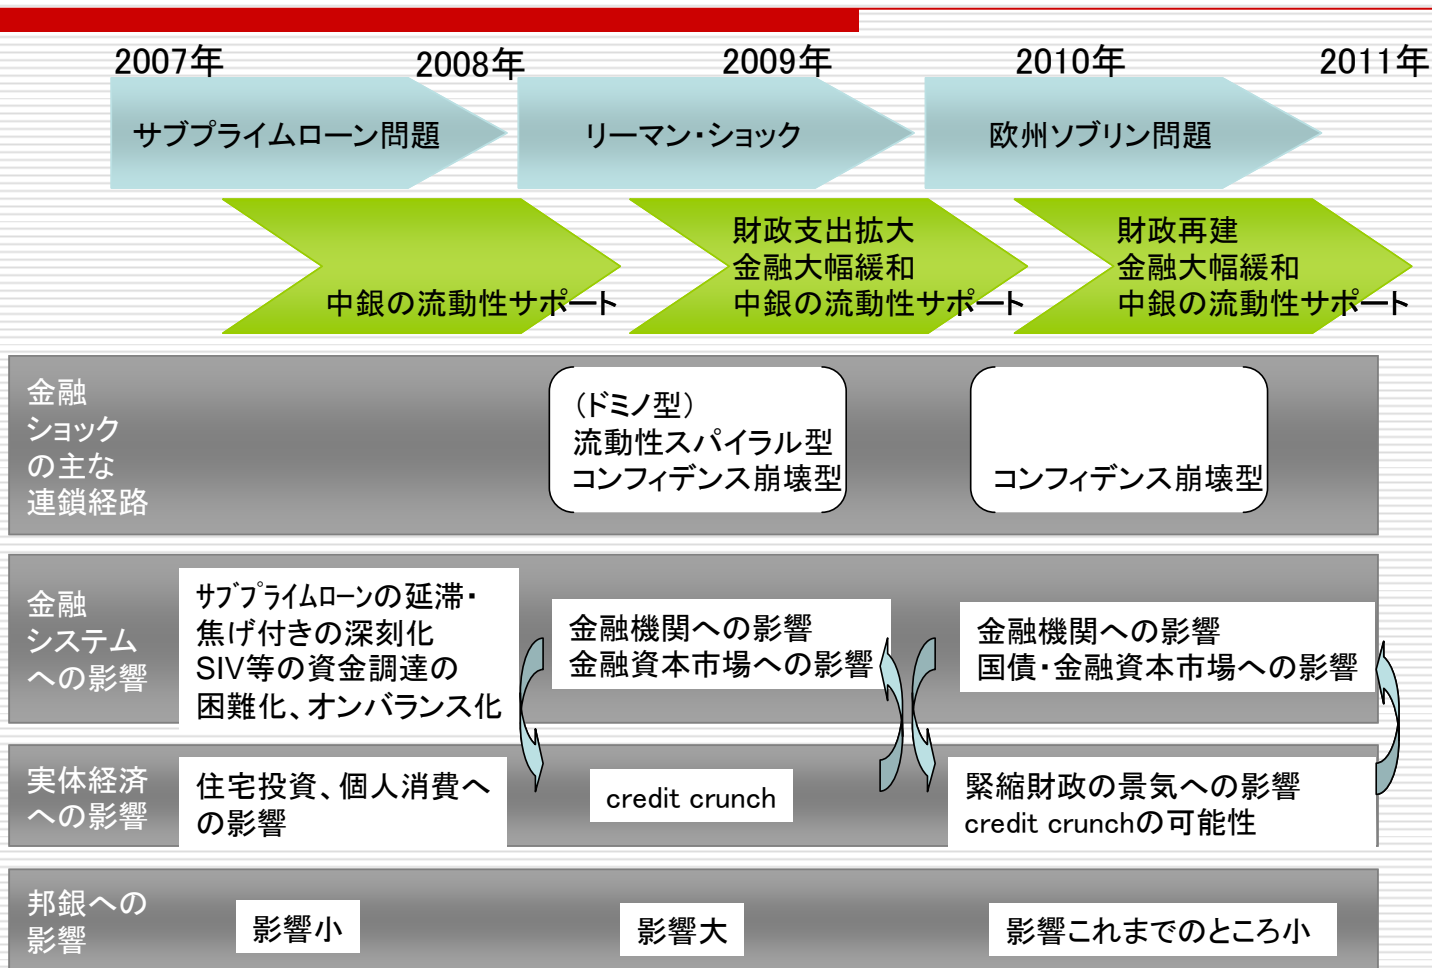 2007年
2008年
2009年
2010年
2011年
サブプライムローン問題
リーマン・ショック
欧州ソブリン問題
中銀の流動性サポート
財政支出拡大
金融大幅緩和
中銀の流動性サポート
財政再建
金融大幅緩和
中銀の流動性サポート
金融
ショック
の主な
連鎖経路
（ドミノ型）
流動性スパイラル型
コンフィデンス崩壊型
コンフィデンス崩壊型
金融
システム
への影響
ｻﾌﾞﾌﾟﾗｲﾑﾛｰﾝの延滞・
焦げ付きの深刻化
SIV等の資金調達の
困難化、オンバランス化
金融機関への影響
金融資本市場への影響
金融機関への影響
国債・金融資本市場への影響
実体経済
への影響
住宅投資、個人消費へ
の影響
credit crunch
緊縮財政の景気への影響
credit crunchの可能性
邦銀への
影響
影響小
影響大
影響これまでのところ小